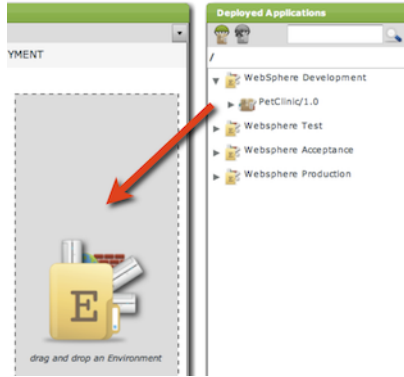 YMENT
E
drag and drop an Environment
Deployed Applications
/
WebSphere Development
PetClinic/1.0
Websphere Test
Websphere Acceptance
Websphere Production